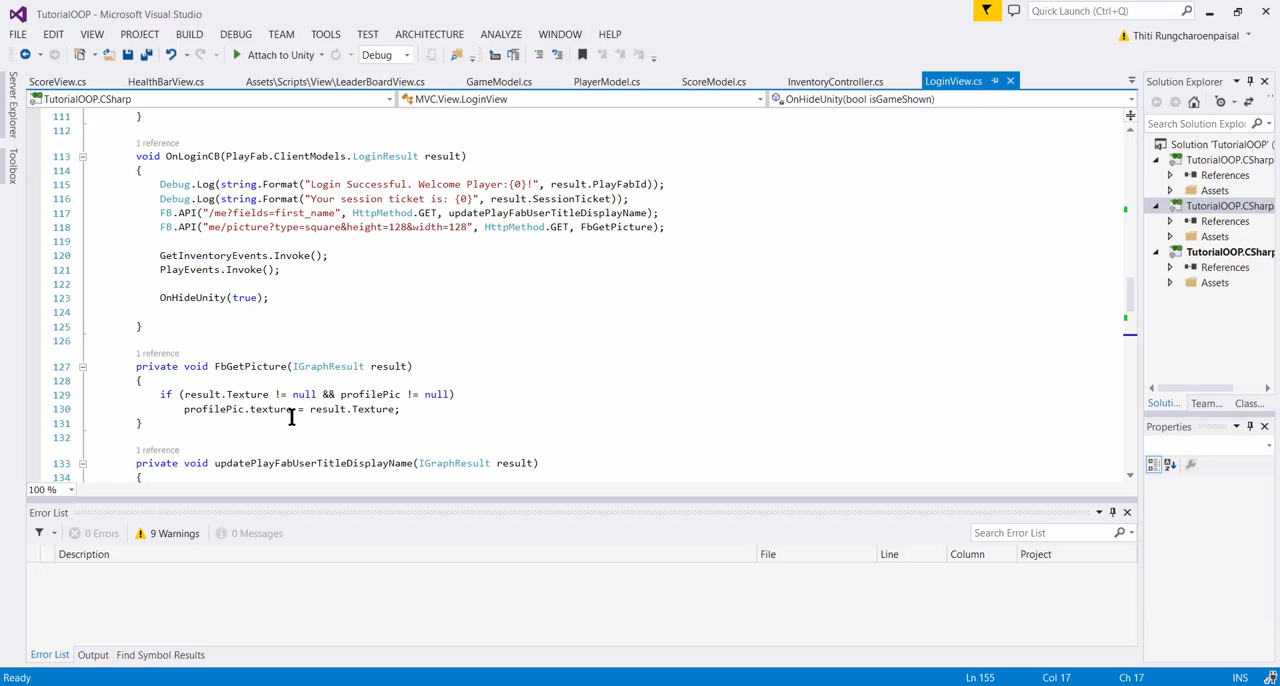 TutorialOOP - Microsoft Visual Studio
Quick Launch (Ctrl+Q)
FILE EDIT VIEW PROJECT BUILD DEBUG TEAM TOOLS TEST ARCHITECTURE ANALYZE WINDOW HELP
Thiti Rungcharoenpaisal
Attach to Unity Debug
Server Explorer
Toolbox
ScoreView.cs HealthBarView.cs Assets\Scripts\View\LeaderBoardView.cs GameModel.cs PlayerModel.cs ScoreModel.cs InventoryController.cs LoginView.cs
TutorialOOP.CSharp MVC.View.LoginView OnHideUnity(bool isGameShown)
111 }
112
1 reference
113 void OnLoginCB(PlayFab.ClientModels.LoginResult result)
114 {
115 Debug.Log(string.Format("Login Successful. Welcome Player:{0}!", result.PlayFabId));
116 Debug.Log(string.Format("Your session ticket is: {0}", result.SessionTicket));
117 FB.API("/me?fields=first_name", HttpMethod.GET, updatePlayFabUserTitleDisplayName);
118 FB.API("me/picture?type=square&height=128&width=128", HttpMethod.GET, FbGetPicture);
119
120 GetInventoryEvents.Invoke();
121 PlayEvents.Invoke();
122
123 OnHideUnity(true);
124
125 }
126
1 reference
127 private void FbGetPicture(IGraphResult result)
128 {
129 if (result.Texture != null && profilePic != null)
130 profilePic.texture = result.Texture;
131 }
132
1 reference
133 private void updatePlayFabUserTitleDisplayName(IGraphResult result)
134 {
100 %
Solution Explorer
Search Solution Explo
Solution 'TutorialOOP' (
TutorialOOP.CSharp
References
Assets
TutorialOOP.CSharp
References
Assets
TutorialOOP.CSharp
References
Assets
Soluti... Team... Class...
Properties
Error List
0 Errors 9 Warnings 0 Messages
Search Error List
Description File Line Column Project
Error List Output Find Symbol Results
Ready Ln 155 Col 17 Ch 17 INS